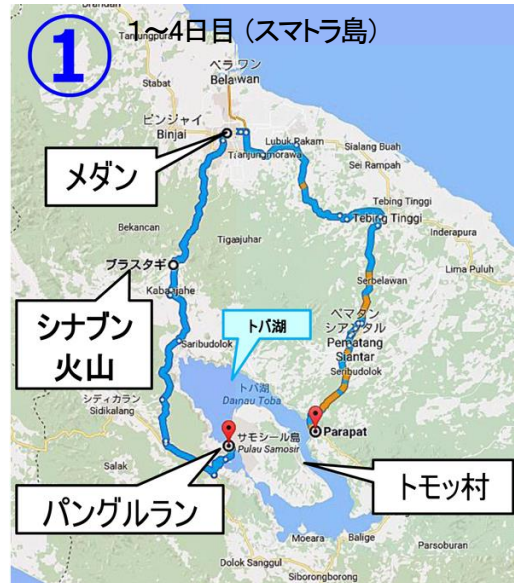 ①
1～4日目 (スマトラ島)
Tanjungpura
Stabat
ベラワン
Belawan
ビンジャイ
Binjai
Lubuk Pakam
Sialang Buah
Tanjungmorawa
Sei Rampah
メダン
Tebing Tinggi
Tebing Tinggi
Bekancan
Tigajuhar
Inderapura
ブラスタギ
Kabanjahe
Serbelawan
Lima Puluh
シナブン
火山
トバ湖
ペマタン
シアンタル
Pematang
Siantar
Saribudolok
Seribudolok
シディカラン
Sidikalang
トバ湖
Danau Toba
サモシール島
Pulau Samosir
Parapat
Salak
パングルラン
トモッ村
Moeara
Balige
Parsoburan
Dolok Sanggul
Siborongborong